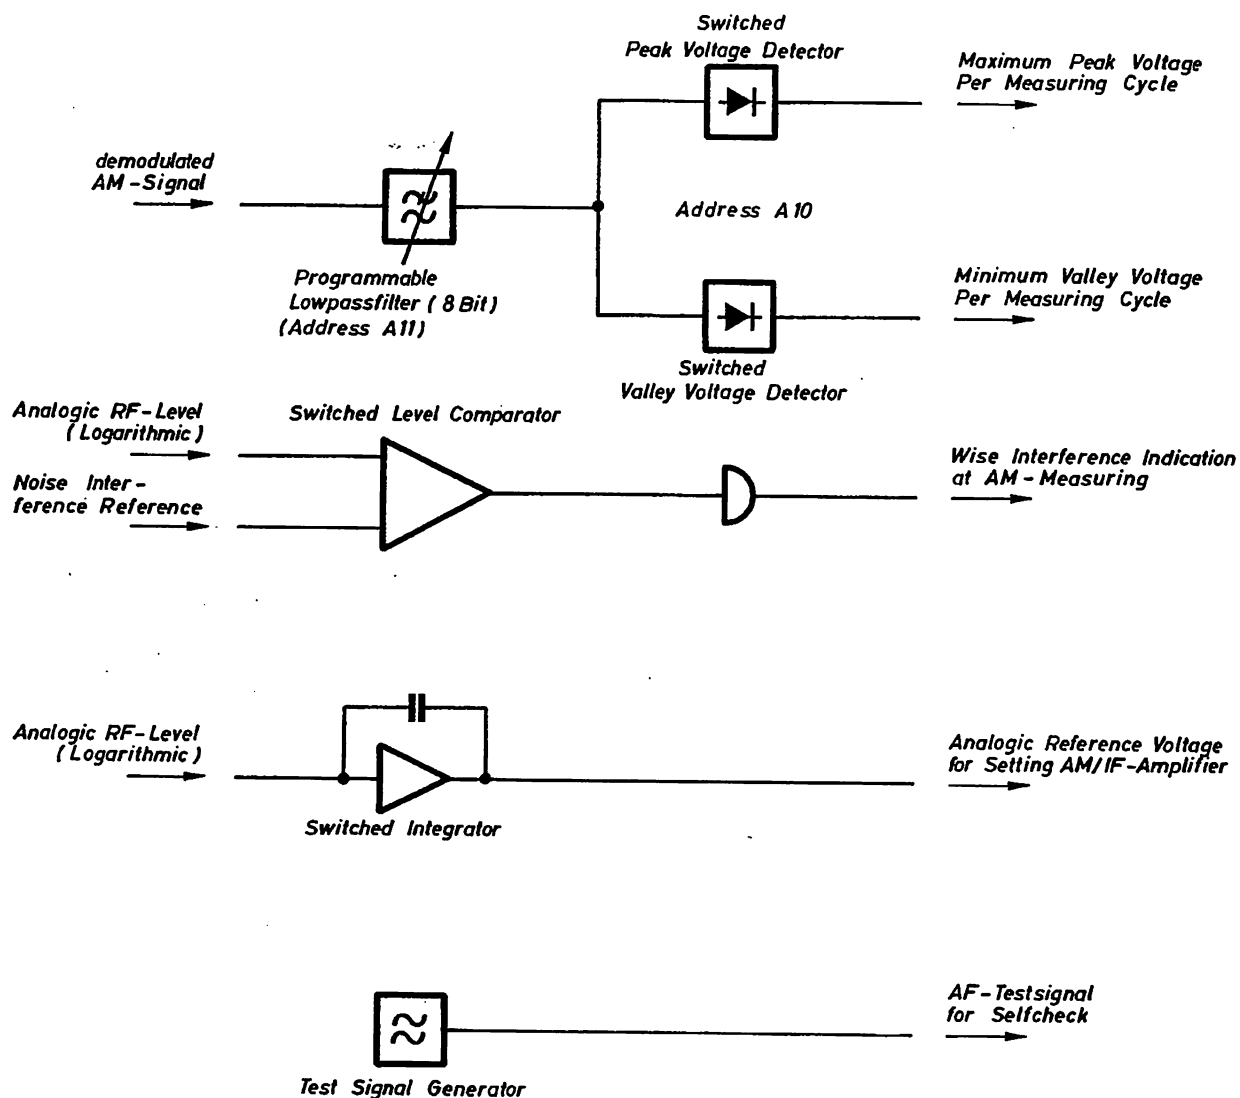 Switched
Peak Voltage Detector
Maximum Peak Voltage
Per Measuring Cycle
demodulated
AM-Signal
Address A10
Programmable
Lowpassfilter (8 Bit)
(Address A11)
Minimum Valley Voltage
Per Measuring Cycle
Switched
Valley Voltage Detector
Analogic RF-Level
(Logarithmic)
Switched Level Comparator
Noise Inter-
ference Reference
Wise Interference Indication
at AM-Measuring
Analogic RF-Level
(Logarithmic)
Switched Integrator
Analogic Reference Voltage
for Setting AM/IF-Amplifier
AF-Testsignal
for Selfcheck
Test Signal Generator